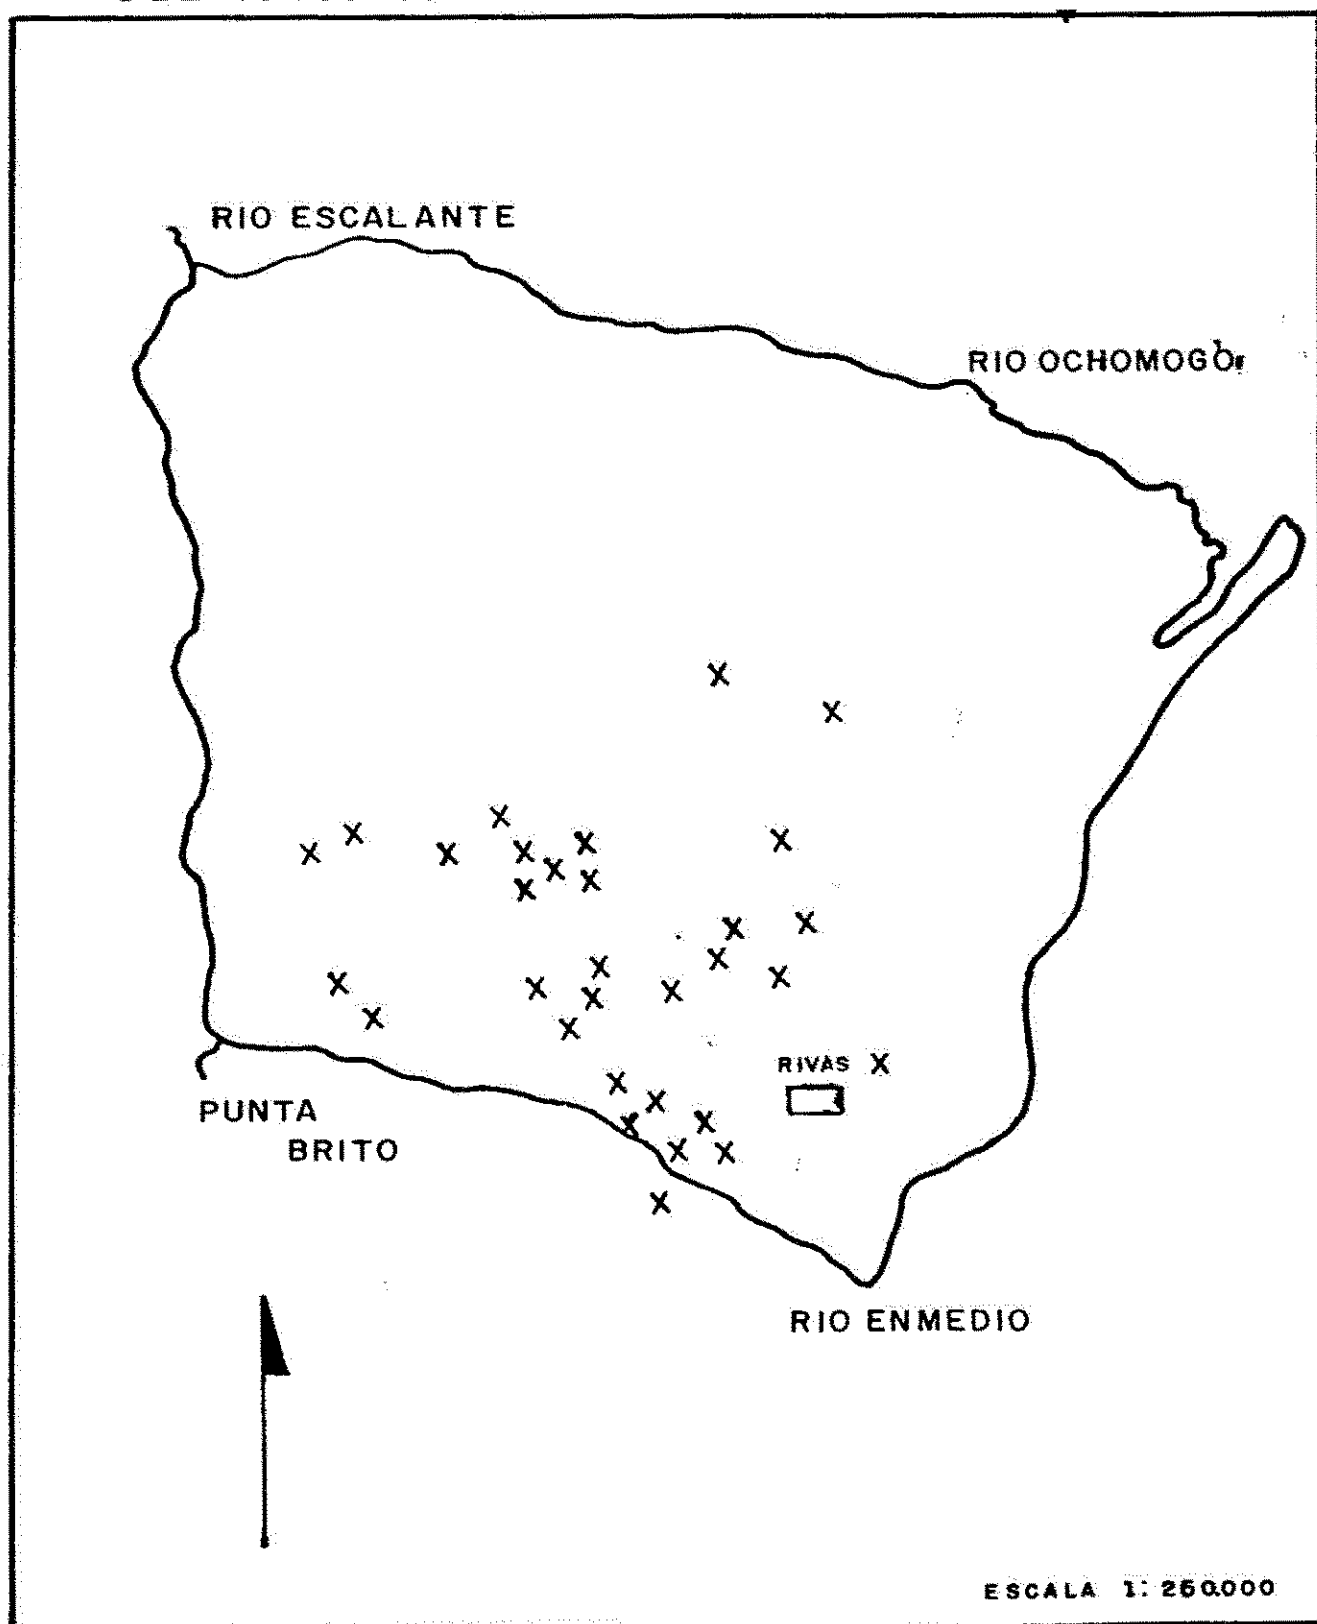 RIO ESCALANTE
RIO OCHOMOGO
RIVAS
PUNTA
BRITO
RIO ENMEDIO
ESCALA 1:250.000